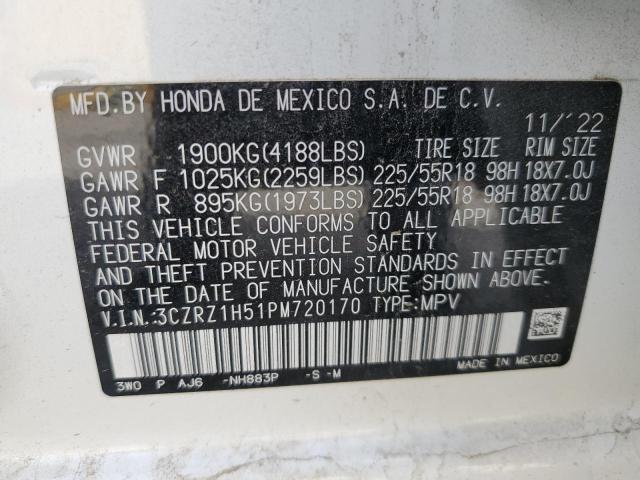 MFD.BY HONDA DE MEXICO S.A. DE C.V.
11/'22
GVWR 1900KG(4188LBS) TIRE SIZE RIM SIZE
GAWR F 1025KG(2259LBS) 225/55R18 98H 18X7.0J
GAWR R 895KG(1973LBS) 225/55R18 98H 18X7.0J
THIS VEHICLE CONFORMS TO ALL APPLICABLE
FEDERAL MOTOR VEHICLE SAFETY
AND THEFT PREVENTION STANDARDS IN EFFECT
ON THE DATE OF MANUFACTURE SHOWN ABOVE.
V.I.N.:3CZRZ1H51PM720170 TYPE:MPV
3W0 P AJ6 -NH883P -S -M
MADE IN MEXICO